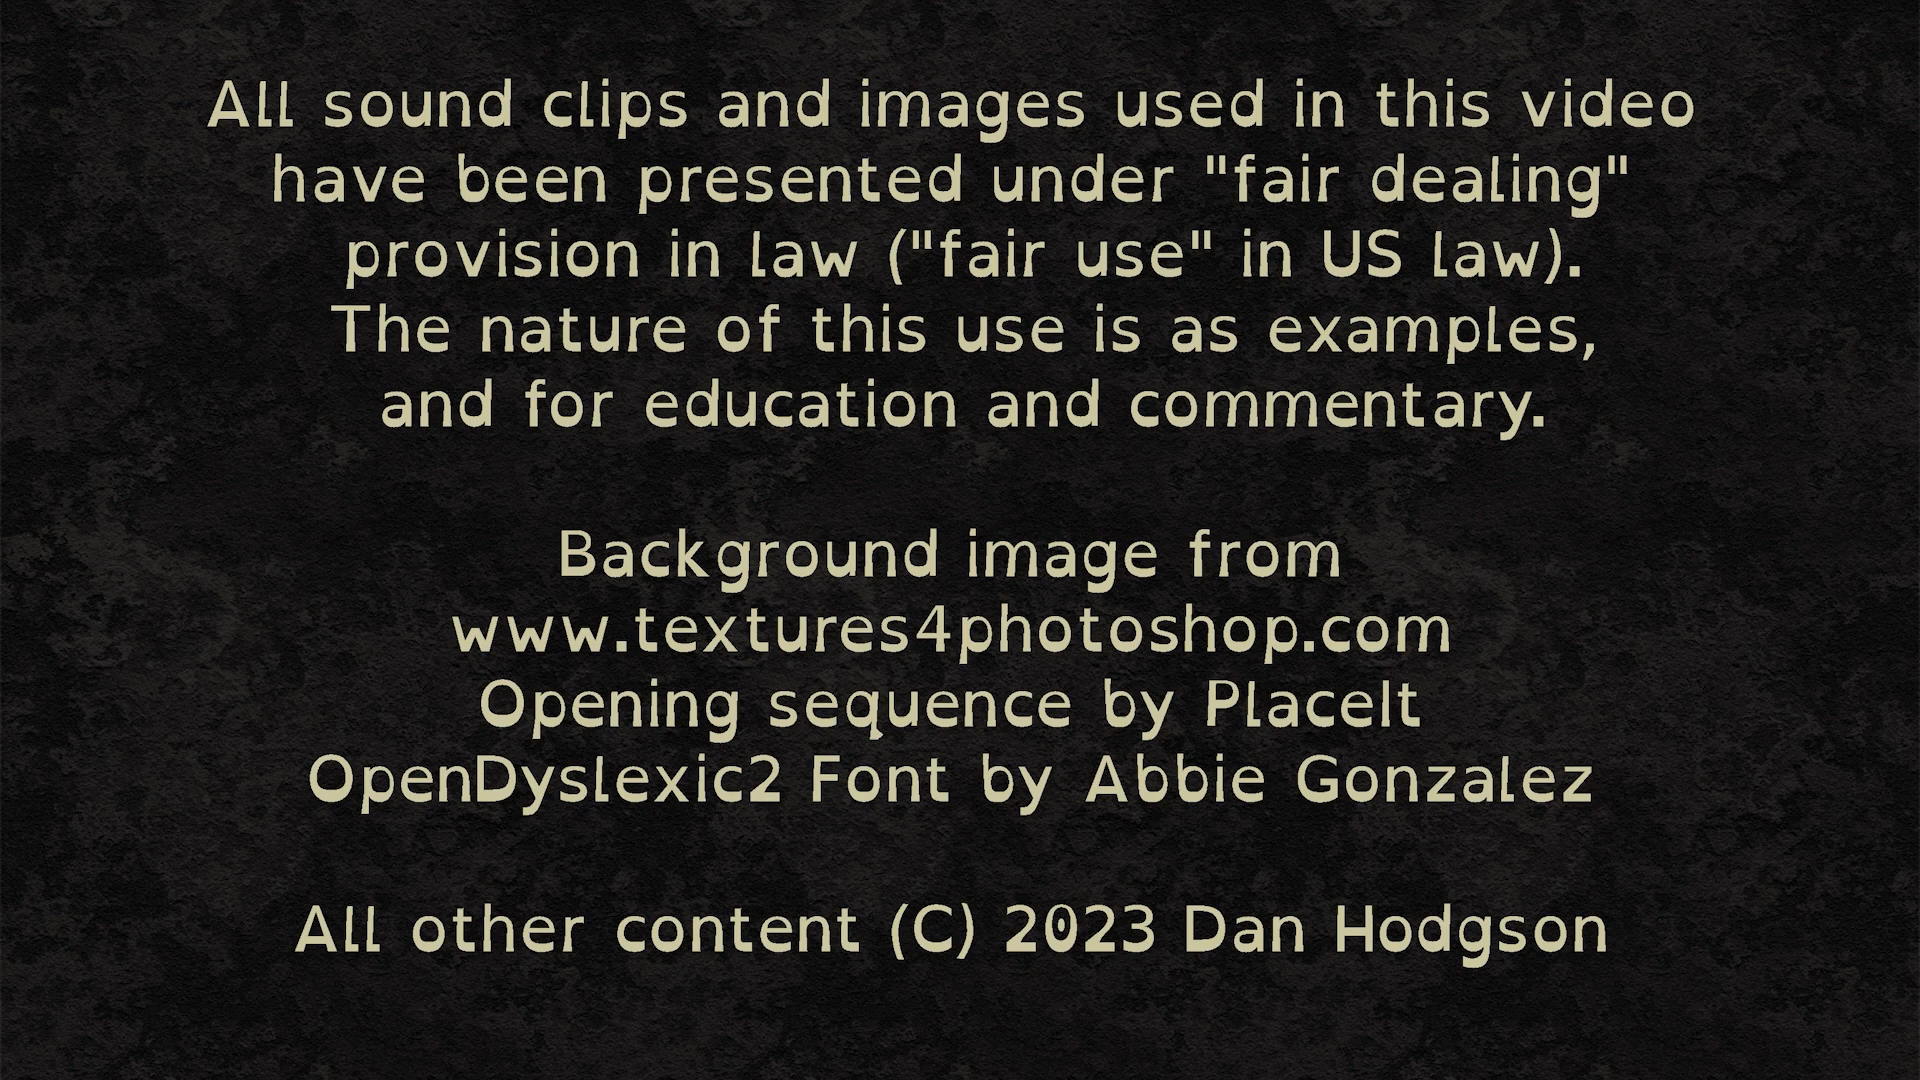 All sound clips and images used in this video
have been presented under "fair dealing"
provision in law ("fair use" in US law).
The nature of this use is as examples,
and for education and commentary.
Background image from
www.textures4photoshop.com
Opening sequence by PlaceIt
OpenDyslexic2 Font by Abbie Gonzalez
All other content (C) 2023 Dan Hodgson